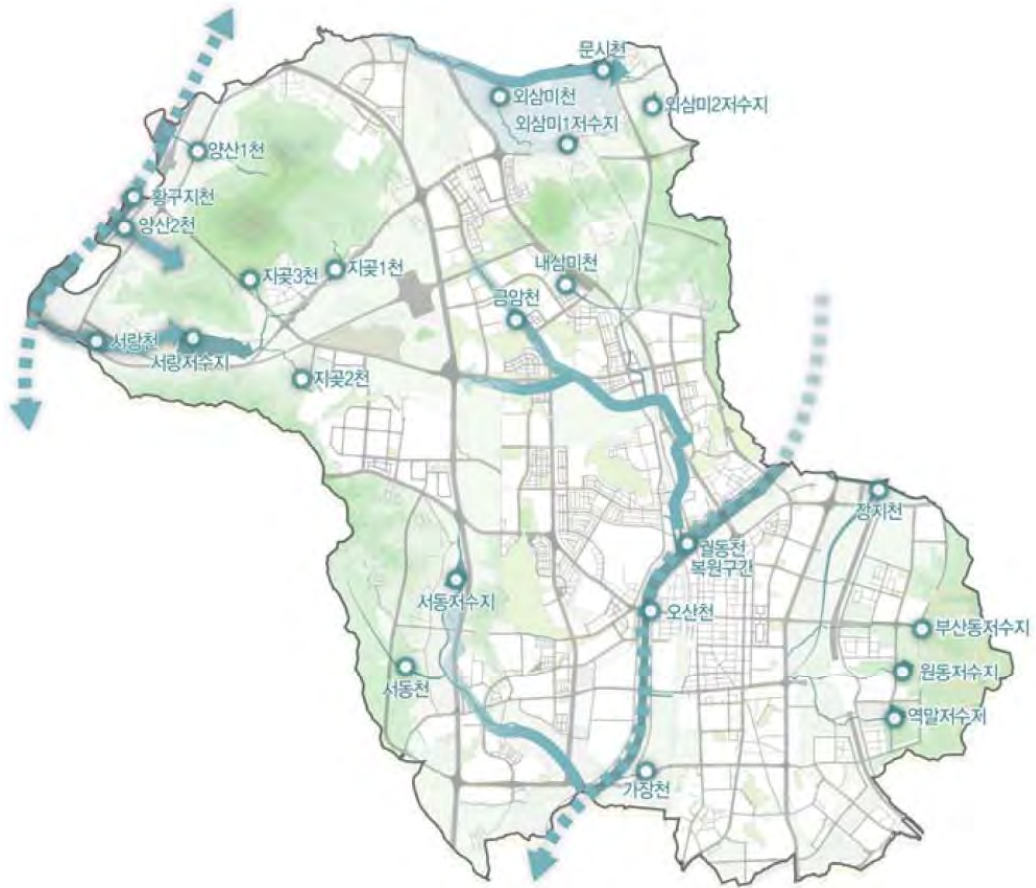 문시천
외삼미천
외삼미2저수지
외삼미1저수지
양산1천
황구지천
양산2천
내삼미천
지곶3천
지곶1천
금암천
서랑천
서랑저수지
지곶2천
장지천
궐동천
복원구간
서동저수지
오산천
부산동저수지
서동천
원동저수지
역말저수저
가장천